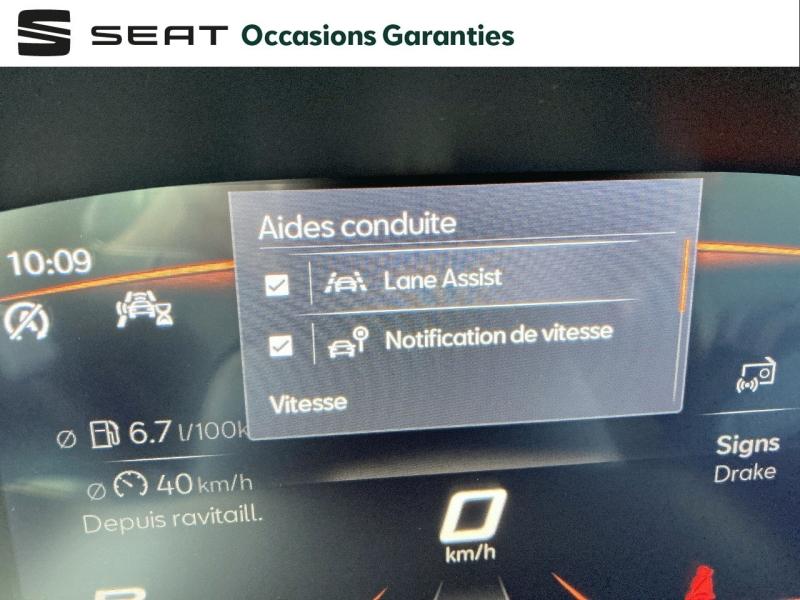 SEAT Occasions Garanties
Aides conduite
10:09
Lane Assist
Notification de vitesse
Vitesse
6.7 l/100k
40 km/h
Depuis ravitaill.
Signs
Drake
0
km/h